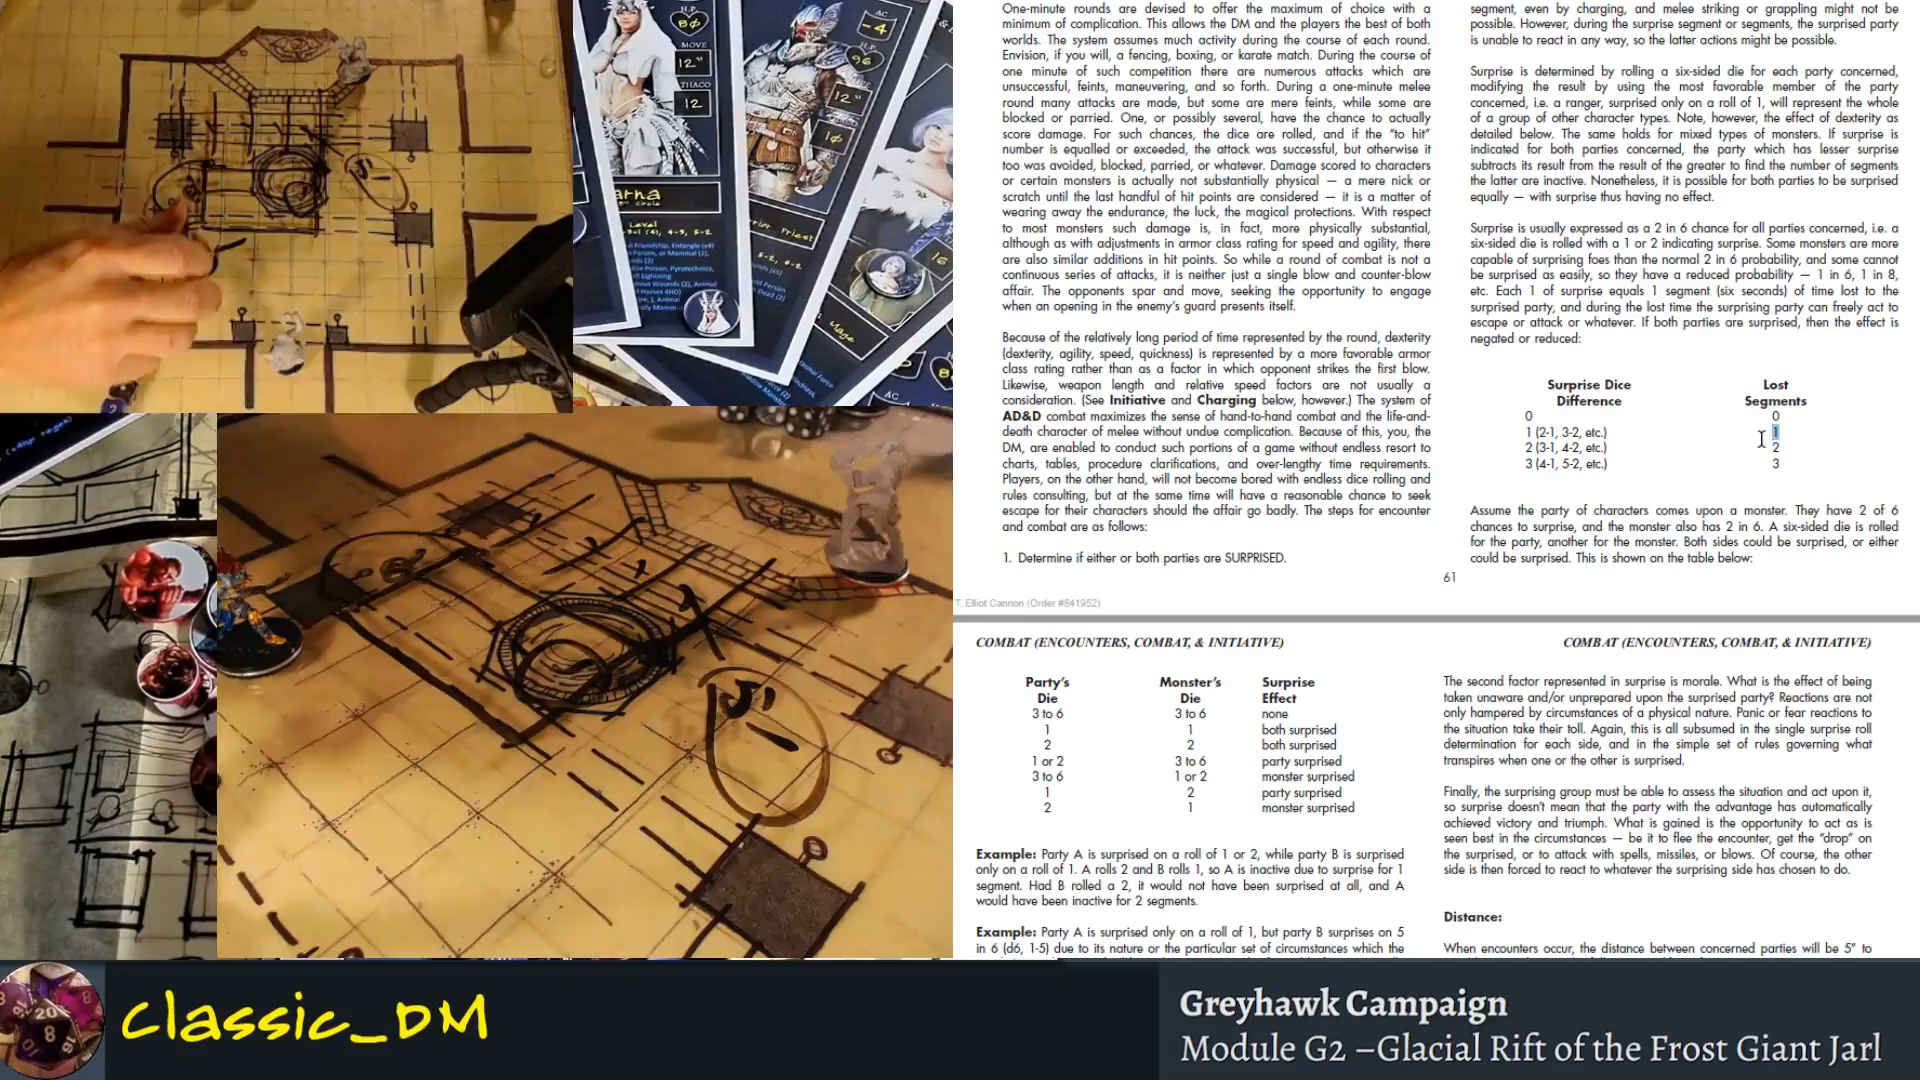 H.P.
80
MOVE
12"
THACO
12
arna
Level
AC
-4
H.P.
96
12"
10
rrior Priest
16
Mage
AC
One-minute rounds are devised to offer the maximum of choice with a
minimum of complication. This allows the DM and the players the best of both
worlds. The system assumes much activity during the course of each round.
Envision, if you will, a fencing, boxing, or karate match. During the course of
one minute of such competition there are numerous attacks which are
unsuccessful, feints, maneuvering, and so forth. During a one-minute melee
round many attacks are made, but some are mere feints, while some are
blocked or parried. One, or possibly several, have the chance to actually
score damage. For such chances, the dice are rolled, and if the "to hit"
number is equalled or exceeded, the attack was successful, but otherwise it
too was avoided, blocked, parried, or whatever. Damage scored to characters
or certain monsters is actually not substantially physical — a mere nick or
scratch until the last handful of hit points are considered — it is a matter of
wearing away the endurance, the luck, the magical protections. With respect
to most monsters such damage is, in fact, more physically substantial,
although as with adjustments in armor class rating for speed and agility, there
are also similar additions in hit points. So while a round of combat is not a
continuous series of attacks, it is neither just a single blow and counter-blow
affair. The opponents spar and move, seeking the opportunity to engage
when an opening in the enemy's guard presents itself.
Because of the relatively long period of time represented by the round, dexterity
(dexterity, agility, speed, quickness) is represented by a more favorable armor
class rating rather than as a factor in which opponent strikes the first blow.
Likewise, weapon length and relative speed factors are not usually a
consideration. (See Initiative and Charging below, however.) The system of
AD&D combat maximizes the sense of hand-to-hand combat and the life-and-
death character of melee without undue complication. Because of this, you, the
DM, are enabled to conduct such portions of a game without endless resort to
charts, tables, procedure clarifications, and over-lengthy time requirements.
Players, on the other hand, will not become bored with endless dice rolling and
rules consulting, but at the same time will have a reasonable chance to seek
escape for their characters should the affair go badly. The steps for encounter
and combat are as follows:
1. Determine if either or both parties are SURPRISED.
segment, even by charging, and melee striking or grappling might not be
possible. However, during the surprise segment or segments, the surprised party
is unable to react in any way, so the latter actions might be possible.
Surprise is determined by rolling a six-sided die for each party concerned,
modifying the result by using the most favorable member of the party
concerned, i.e. a ranger, surprised only on a roll of 1, will represent the whole
of a group of other character types. Note, however, the effect of dexterity as
detailed below. The same holds for mixed types of monsters. If surprise is
indicated for both parties concerned, the party which has lesser surprise
subtracts its result from the result of the greater to find the number of segments
the latter are inactive. Nonetheless, it is possible for both parties to be surprised
equally — with surprise thus having no effect.
Surprise is usually expressed as a 2 in 6 chance for all parties concerned, i.e. a
six-sided die is rolled with a 1 or 2 indicating surprise. Some monsters are more
capable of surprising foes than the normal 2 in 6 probability, and some cannot
be surprised as easily, so they have a reduced probability — 1 in 6, 1 in 8,
etc. Each 1 of surprise equals 1 segment (six seconds) of time lost to the
surprised party, and during the lost time the surprising party can freely act to
escape or attack or whatever. If both parties are surprised, then the effect is
negated or reduced:
Surprise Dice Lost
Difference Segments
0 0
1 (2-1, 3-2, etc.) 1
2 (3-1, 4-2, etc.) 2
3 (4-1, 5-2, etc.) 3
Assume the party of characters comes upon a monster. They have 2 of 6
chances to surprise, and the monster also has 2 in 6. A six-sided die is rolled
for the party, another for the monster. Both sides could be surprised, or either
could be surprised. This is shown on the table below:
61
T. Elliot Cannon (Order #841952)
COMBAT (ENCOUNTERS, COMBAT, & INITIATIVE) COMBAT (ENCOUNTERS, COMBAT, & INITIATIVE)
Party's Monster's Surprise
Die Die Effect
3 to 6 3 to 6 none
1 1 both surprised
2 2 both surprised
1 or 2 3 to 6 party surprised
3 to 6 1 or 2 monster surprised
1 2 party surprised
2 1 monster surprised
Example: Party A is surprised on a roll of 1 or 2, while party B is surprised
only on a roll of 1. A rolls 2 and B rolls 1, so A is inactive due to surprise for 1
segment. Had B rolled a 2, it would not have been surprised at all, and A
would have been inactive for 2 segments.
Example: Party A is surprised only on a roll of 1, but party B surprises on 5
in 6 (d6, 1-5) due to its nature or the particular set of circumstances which the
The second factor represented in surprise is morale. What is the effect of being
taken unaware and/or unprepared upon the surprised party? Reactions are not
only hampered by circumstances of a physical nature. Panic or fear reactions to
the situation take their toll. Again, this is all subsumed in the single surprise roll
determination for each side, and in the simple set of rules governing what
transpires when one or the other is surprised.
Finally, the surprising group must be able to assess the situation and act upon it,
so surprise doesn't mean that the party with the advantage has automatically
achieved victory and triumph. What is gained is the opportunity to act as is
seen best in the circumstances — be it to flee the encounter, get the "drop" on
the surprised, or to attack with spells, missiles, or blows. Of course, the other
side is then forced to react to whatever the surprising side has chosen to do.
Distance:
When encounters occur, the distance between concerned parties will be 5" to
classic_DM
Greyhawk Campaign
Module G2 –Glacial Rift of the Frost Giant Jarl